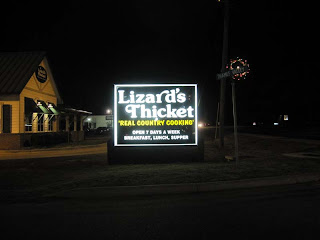 Lizard's
Thicket
"REAL COUNTRY COOKING"
OPEN 7 DAYS A WEEK
BREAKFAST, LUNCH, SUPPER